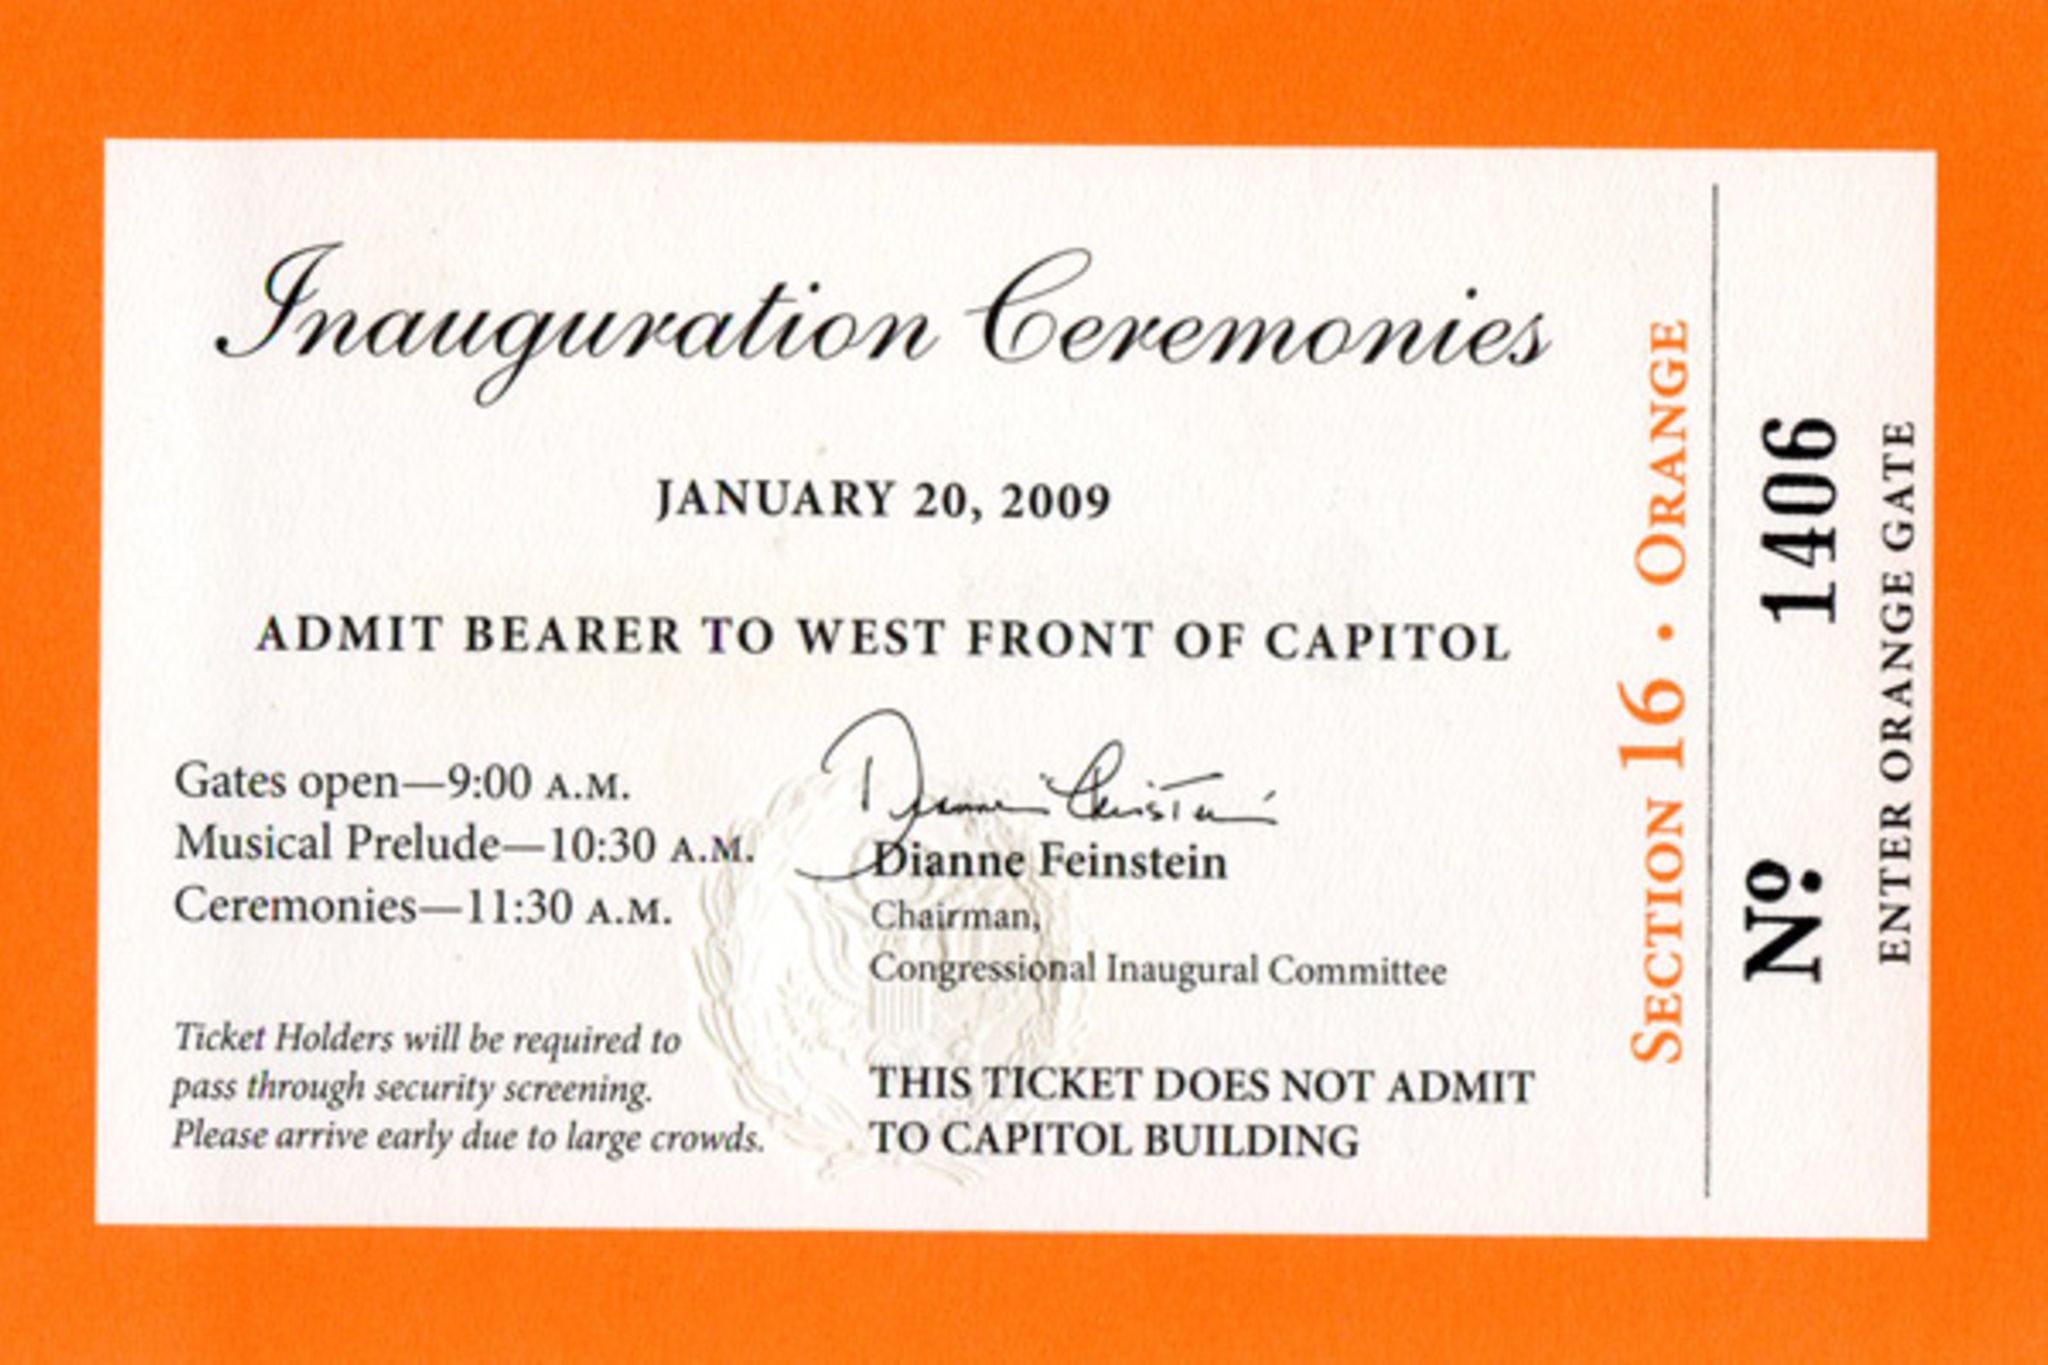 Inauguration Ceremonies
JANUARY 20, 2009
ADMIT BEARER TO WEST FRONT OF CAPITOL
Gates open—9:00 A.M.
Musical Prelude—10:30 A.M.
Ceremonies—11:30 A.M.
Ticket Holders will be required to
pass through security screening.
Please arrive early due to large crowds.
Dianne Feinstein
Dianne Feinstein
Chairman,
Congressional Inaugural Committee
THIS TICKET DOES NOT ADMIT
TO CAPITOL BUILDING
SECTION 16 · ORANGE
Nº 1406
ENTER ORANGE GATE